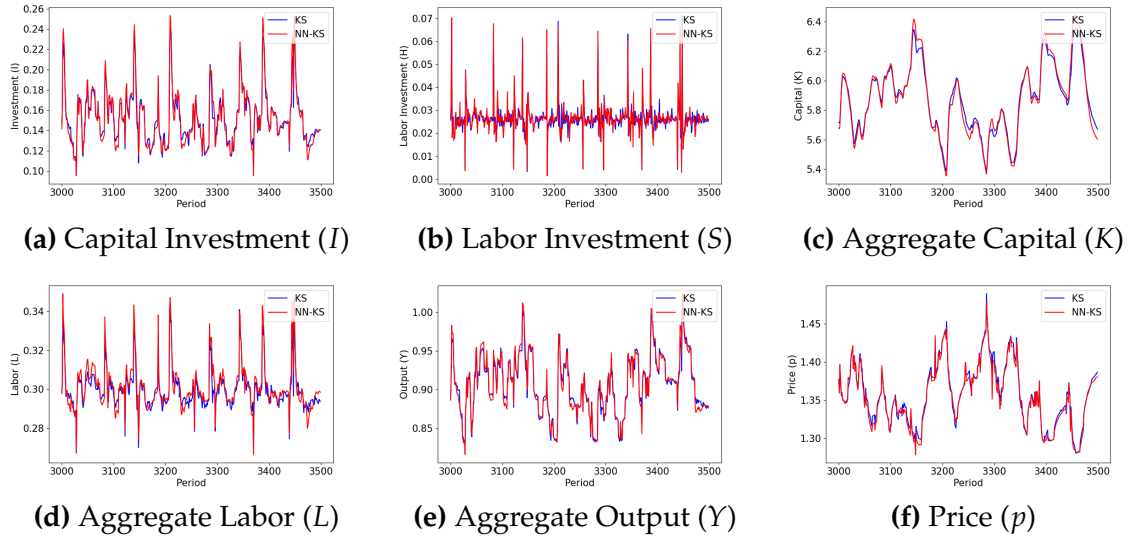 0.26
0.24
0.22
0.20
0.18
0.16
0.14
0.12
0.10
Investment (I)
KS
NN-KS
3000 3100 3200 3300 3400 3500
Period
(a) Capital Investment (I)
0.07
0.06
0.05
0.04
0.03
0.02
0.01
0.00
Labor Investment (H)
KS
NN-KS
3000 3100 3200 3300 3400 3500
Period
(b) Labor Investment (S)
6.4
6.2
6.0
5.8
5.6
5.4
Capital (K)
KS
NN-KS
3000 3100 3200 3300 3400 3500
Period
(c) Aggregate Capital (K)
0.34
0.32
0.30
0.28
Labor (L)
KS
NN-KS
3000 3100 3200 3300 3400 3500
Period
(d) Aggregate Labor (L)
1.00
0.95
0.90
0.85
Output (Y)
KS
NN-KS
3000 3100 3200 3300 3400 3500
Period
(e) Aggregate Output (Y)
1.45
1.40
1.35
1.30
Price (p)
KS
NN-KS
3000 3100 3200 3300 3400 3500
Period
(f) Price (p)